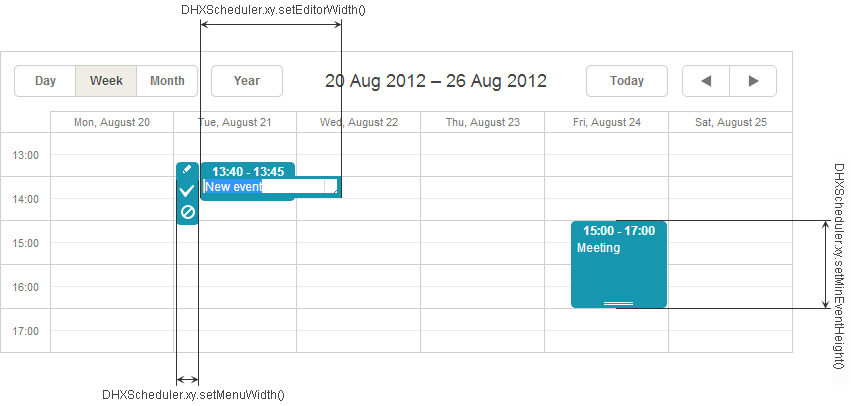 DHXScheduler.xy.setEditorWidth()
Day Week Month Year 20 Aug 2012 – 26 Aug 2012 Today
Mon, August 20 Tue, August 21 Wed, August 22 Thu, August 23 Fri, August 24 Sat, August 25
13:00
13:40 - 13:45
New event
14:00
15:00 - 17:00
Meeting
15:00
16:00
17:00
DHXScheduler.xy.setMinEventHeight()
DHXScheduler.xy.setMenuWidth()